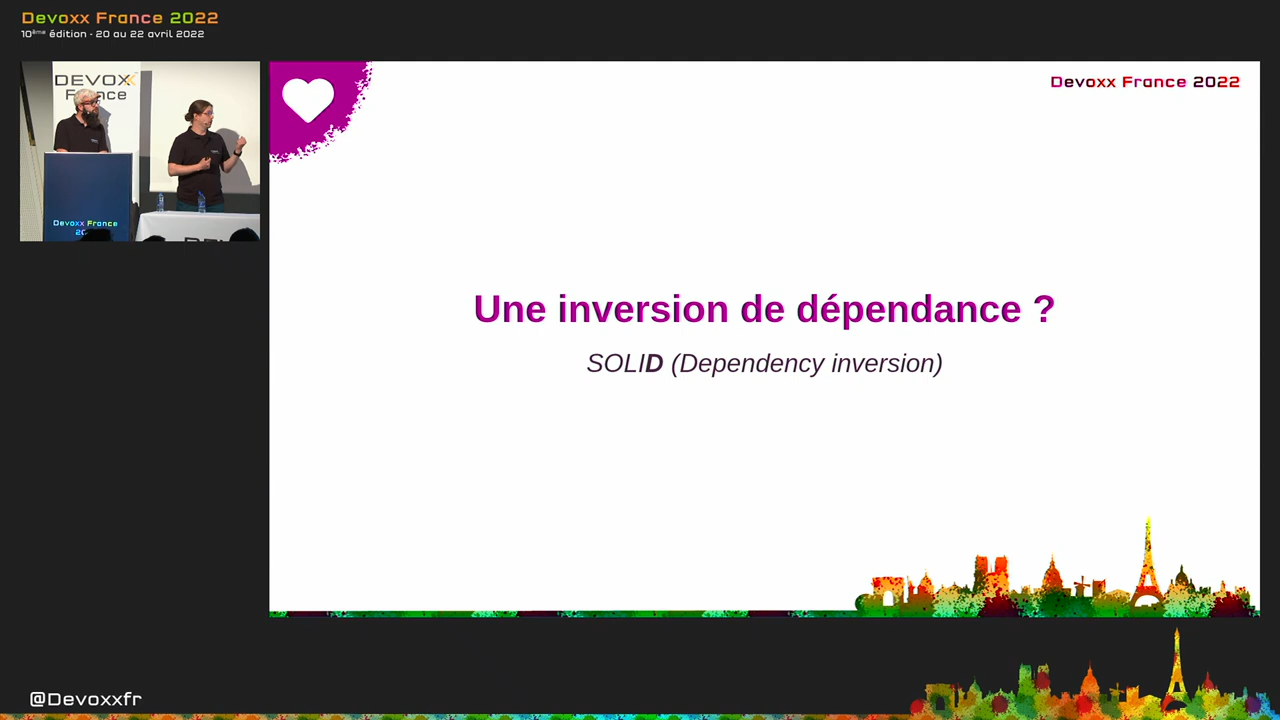 Devoxx France 2022
10ème édition - 20 au 22 avril 2022
DEVOXX
France
Devoxx France
Devoxx France 2022
Une inversion de dépendance ?
SOLID (Dependency inversion)
@Devoxxfr